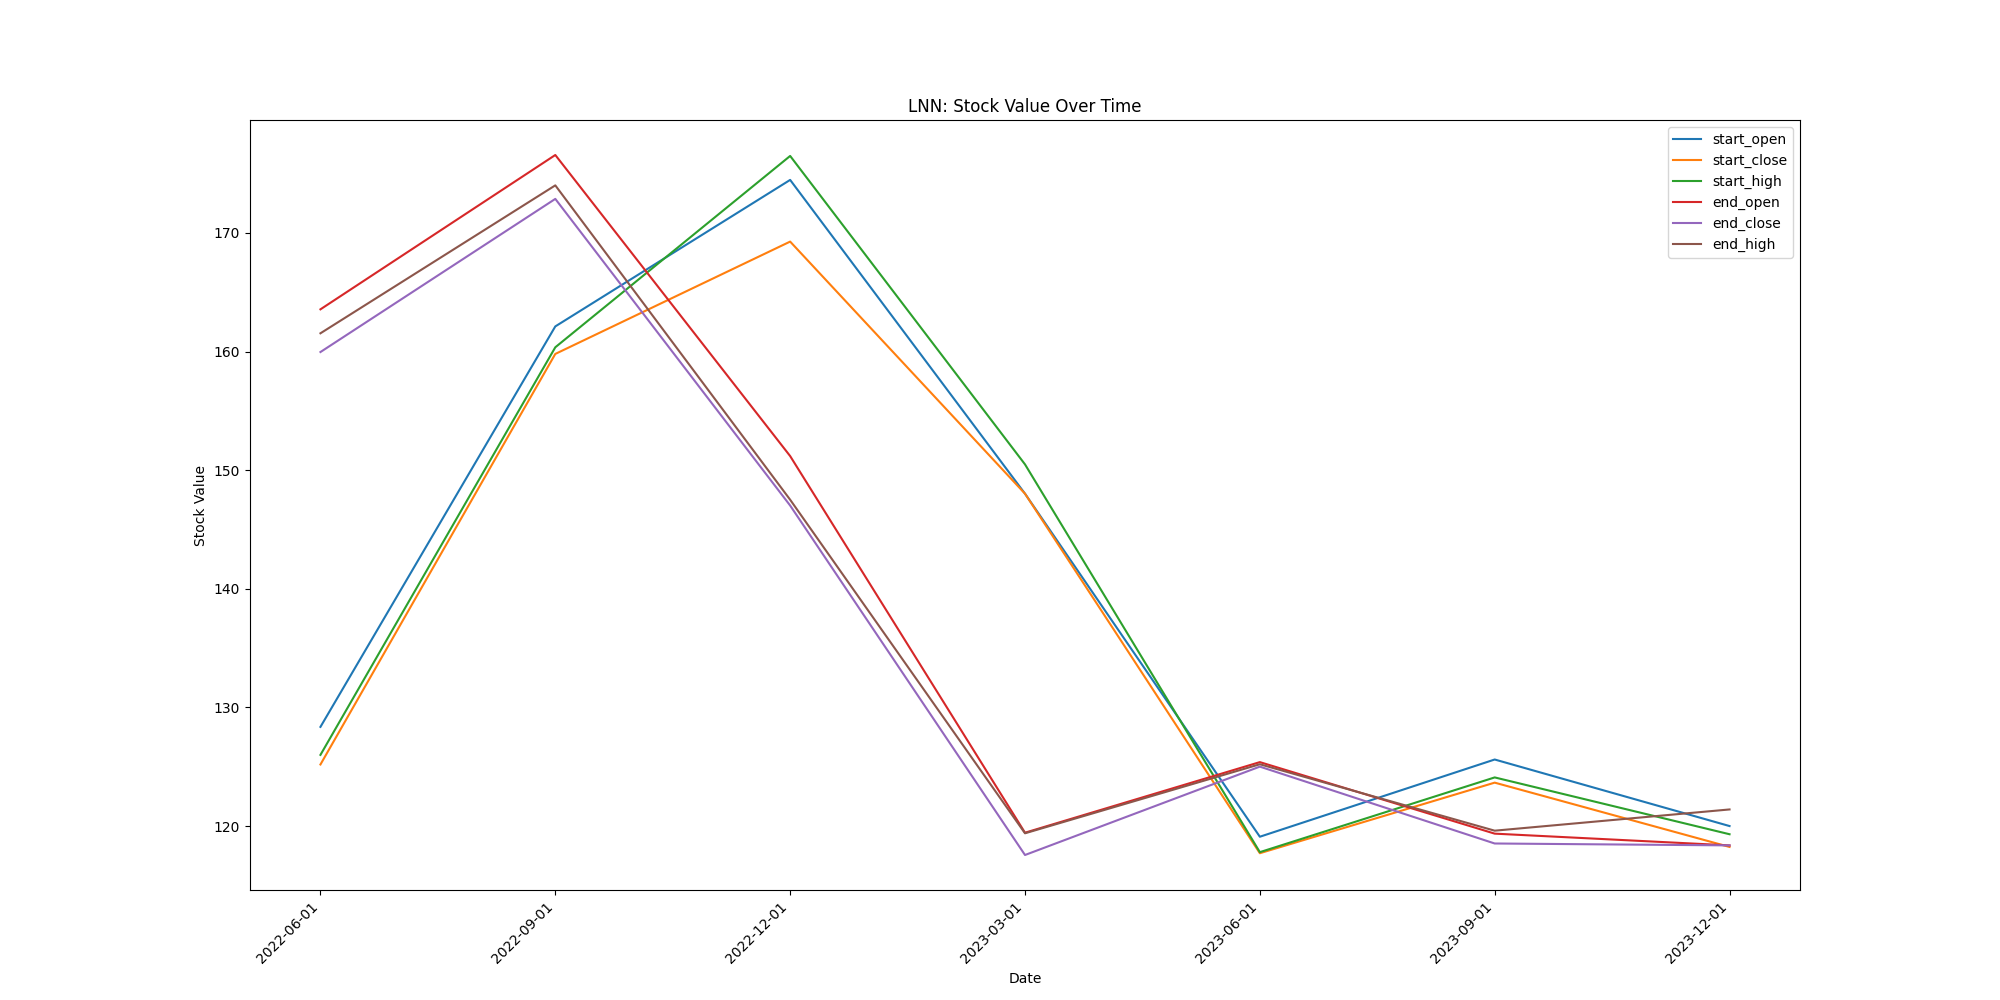 LNN: Stock Value Over Time
start_open
start_close
start_high
end_open
end_close
end_high
Stock Value
170
160
150
140
130
120
2022-06-01
2022-09-01
2022-12-01
2023-03-01
2023-06-01
2023-09-01
2023-12-01
Date